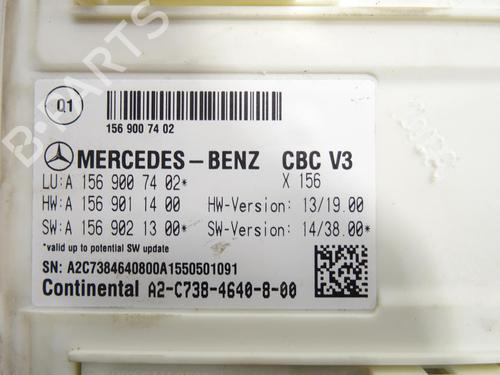 Q1
156 900 74 02
MERCEDES-BENZ CBC V3
LU:A 156 900 74 02* X 156
HW:A 156 901 14 00 HW-Version: 13/19.00
SW:A 156 902 13 00* SW-Version: 14/38.00*
*valid up to potential SW update
SN: A2C7384640800A1550501091
Continental A2-C738-4640-8-00
B-PARTS